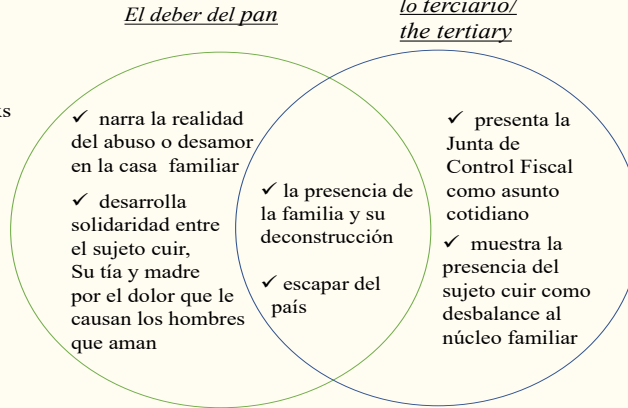 El deber del pan
lo terciario/
the tertiary
✓ narra la realidad
del abuso o desamor
en la casa familiar
✓ desarrolla
solidaridad entre
el sujeto cuir,
Su tía y madre
por el dolor que le
causan los hombres
que aman
✓ la presencia de
la familia y su
deconstrucción
✓ escapar del
país
✓ presenta la
Junta de
Control Fiscal
como asunto
cotidiano
✓ muestra la
presencia del
sujeto cuir como
desbalance al
núcleo familiar